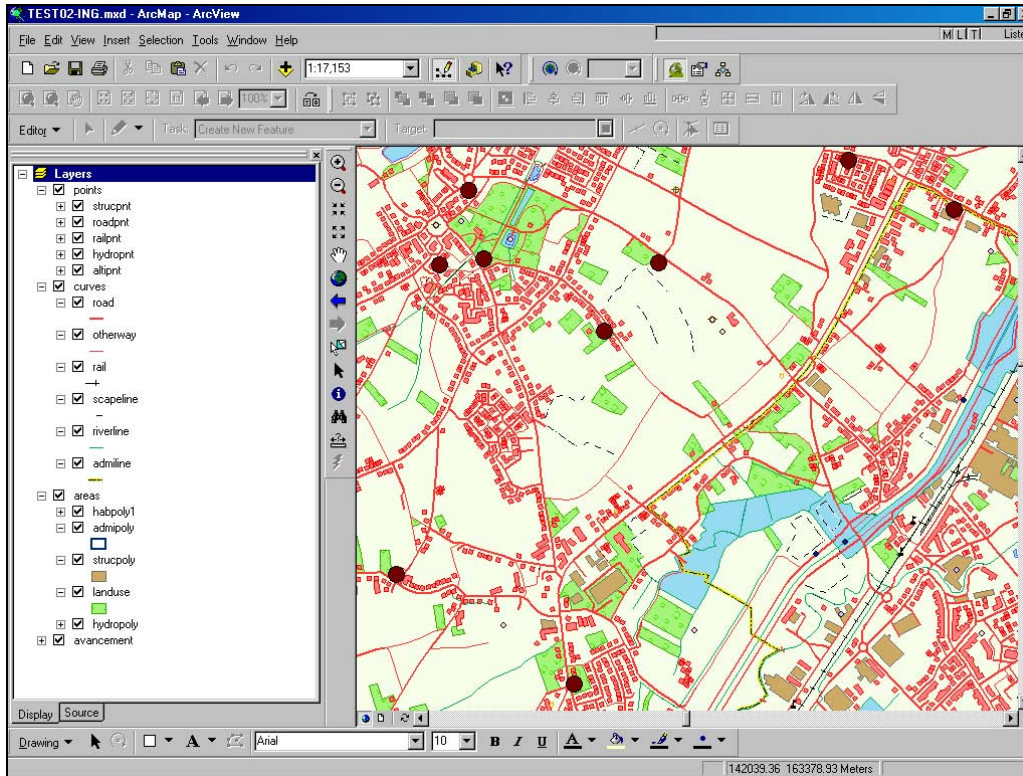 TEST02-ING.mxd - ArcMap - ArcView
File Edit View Insert Selection Tools Window Help
M L T Liste
1:17,153
100%
Editor Task: Create New Feature Target:
Layers
points
strucpnt
roadpnt
railpnt
hydropnt
altipnt
curves
road
otherway
rail
scapeline
riverline
admiline
areas
habpoly1
admipoly
strucpoly
landuse
hydropoly
avancement
Display Source
Drawing A Arial 10 B I U A
142039.36 163378.93 Meters